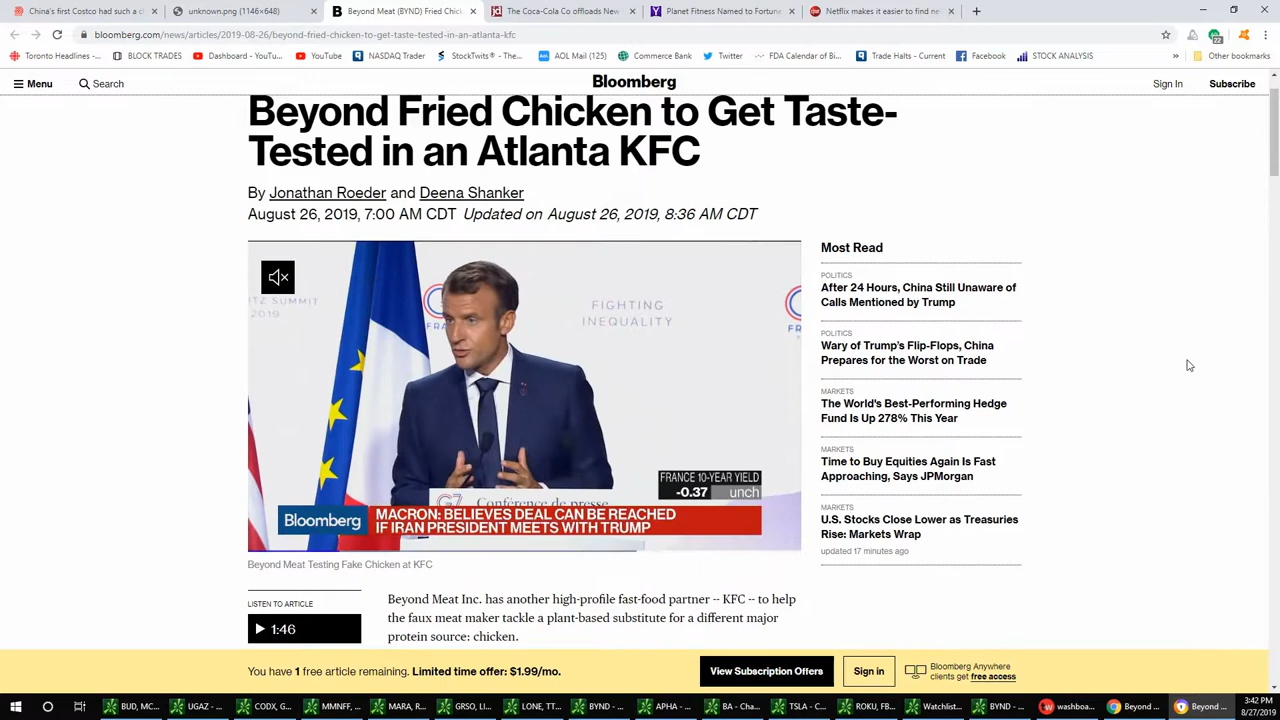 China's first Costco had such a c
unknown.png (1146×648)
Beyond Meat (BYND) Fried Chic
The Coca-Cola Co offloads New
Planet Fitness Named to Fortune
Netflix makes it easier to find ne
bloomberg.com/news/articles/2019-08-26/beyond-fried-chicken-to-get-taste-tested-in-an-atlanta-kfc
22
Toronto Headlines -...
BLOCK TRADES
Dashboard - YouTu...
YouTube
NASDAQ Trader
StockTwits® - The...
AOL Mail (125)
Commerce Bank
Twitter
FDA Calendar of Bi...
Trade Halts - Current
Facebook
STOCK ANALYSIS
»
Other bookmarks
Menu
Search
Bloomberg
Sign In
Subscribe
Beyond Fried Chicken to Get Taste-
Tested in an Atlanta KFC
By Jonathan Roeder and Deena Shanker
August 26, 2019, 7:00 AM CDT Updated on August 26, 2019, 8:36 AM CDT
TZ SUMMIT
2019
FIGHTING
INEQUALITY
FRA
FR
G7
Conférence de presse
FRANCE 10-YEAR YIELD
-0.37 unch
Bloomberg
MACRON: BELIEVES DEAL CAN BE REACHED
IF IRAN PRESIDENT MEETS WITH TRUMP
Beyond Meat Testing Fake Chicken at KFC
Most Read
POLITICS
After 24 Hours, China Still Unaware of
Calls Mentioned by Trump
POLITICS
Wary of Trump's Flip-Flops, China
Prepares for the Worst on Trade
MARKETS
The World's Best-Performing Hedge
Fund Is Up 278% This Year
MARKETS
Time to Buy Equities Again Is Fast
Approaching, Says JPMorgan
MARKETS
U.S. Stocks Close Lower as Treasuries
Rise: Markets Wrap
updated 17 minutes ago
LISTEN TO ARTICLE
1:46
Beyond Meat Inc. has another high-profile fast-food partner -- KFC -- to help
the faux meat maker tackle a plant-based substitute for a different major
protein source: chicken.
You have 1 free article remaining. Limited time offer: $1.99/mo.
View Subscription Offers
Sign in
Bloomberg Anywhere
clients get free access
BUD, MC...
UGAZ - ...
CODX, G...
MMNFF, ...
MARA, R...
GRSO, LI...
LONE, TT...
BYND - ...
APHA - ...
BA - Cha...
TSLA - C...
ROKU, FB...
Watchlist...
BYND - ...
washboa...
Beyond ...
Beyond ...
3:42 PM
8/27/2019